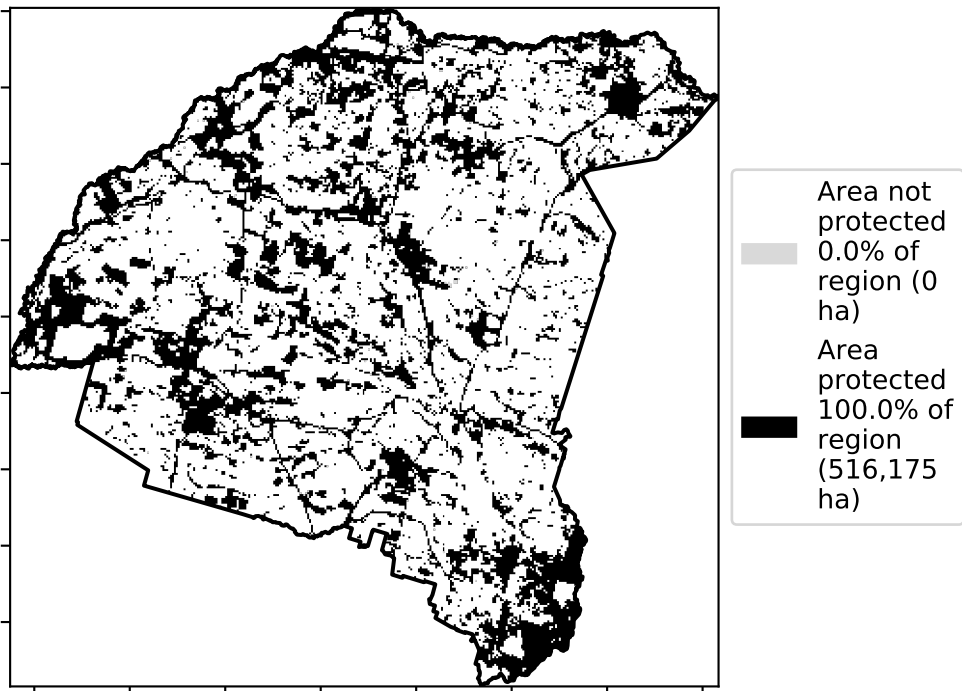 Area not
protected
0.0% of
region (0
ha)
Area
protected
100.0% of
region
(516,175
ha)